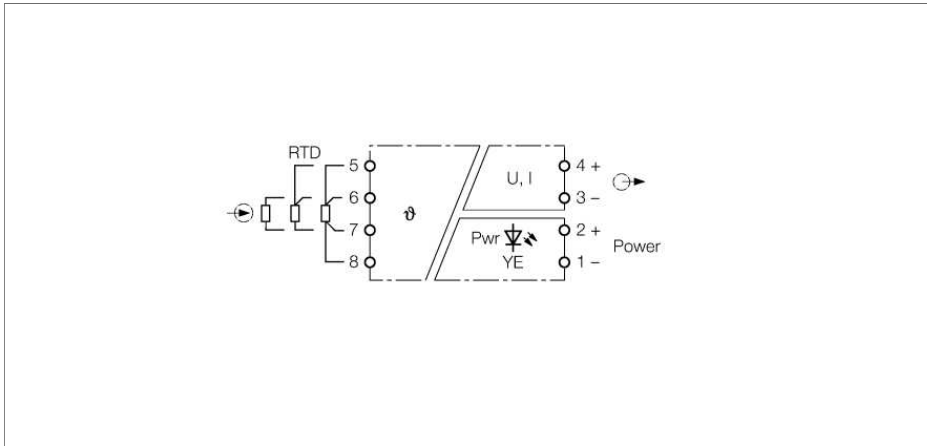 RTD
5
6
7
8
ϑ
U, I
4 +
3 –
Pwr
YE
2 +
1 –
Power